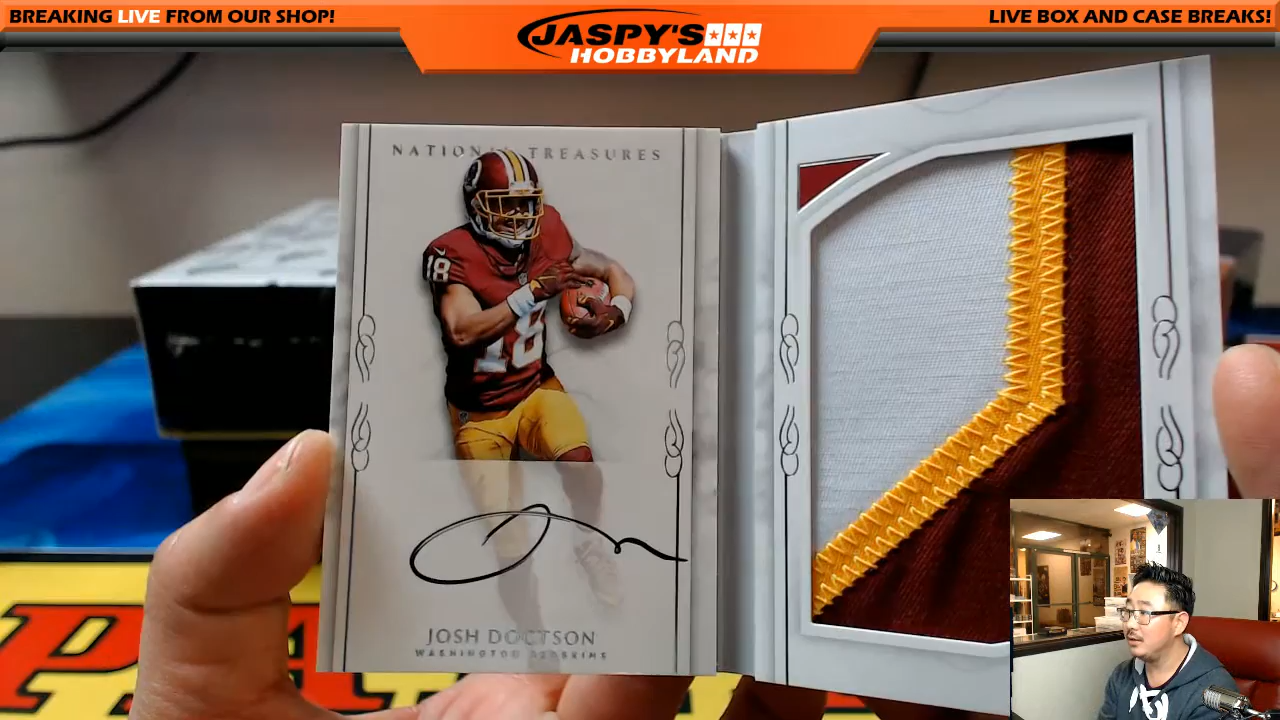 BREAKING LIVE FROM OUR SHOP!
JASPY'S
HOBBYLAND
LIVE BOX AND CASE BREAKS!
NATIONAL TREASURES
18
18
JOSH DOCTSON
WASHINGTON REDSKINS